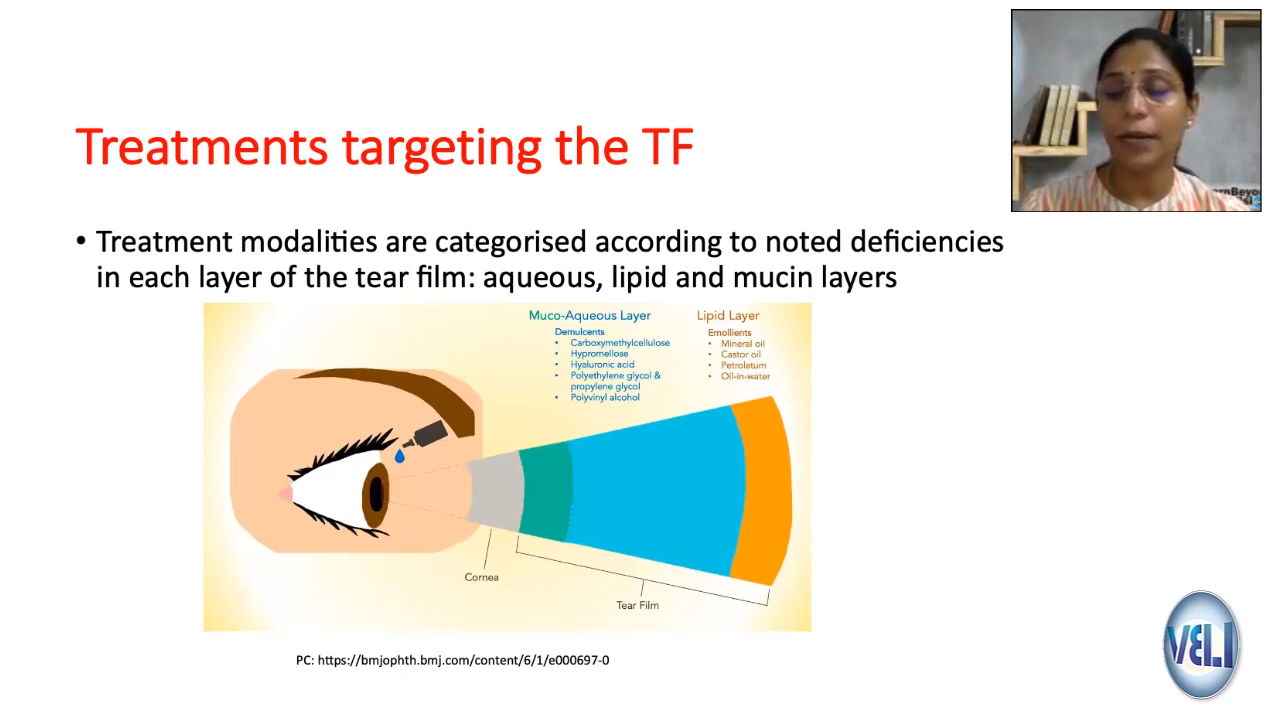 Treatments targeting the TF
• Treatment modalities are categorised according to noted deficiencies
in each layer of the tear film: aqueous, lipid and mucin layers
Muco-Aqueous Layer
Demulcents
• Carboxymethylcellulose
• Hypromellose
• Hyaluronic acid
• Polyethylene glycol &
propylene glycol
• Polyvinyl alcohol
Lipid Layer
Emollients
• Mineral oil
• Castor oil
• Petrolatum
• Oil-in-water
Cornea
Tear Film
PC: https://bmjophth.bmj.com/content/6/1/e000697-0
VELI